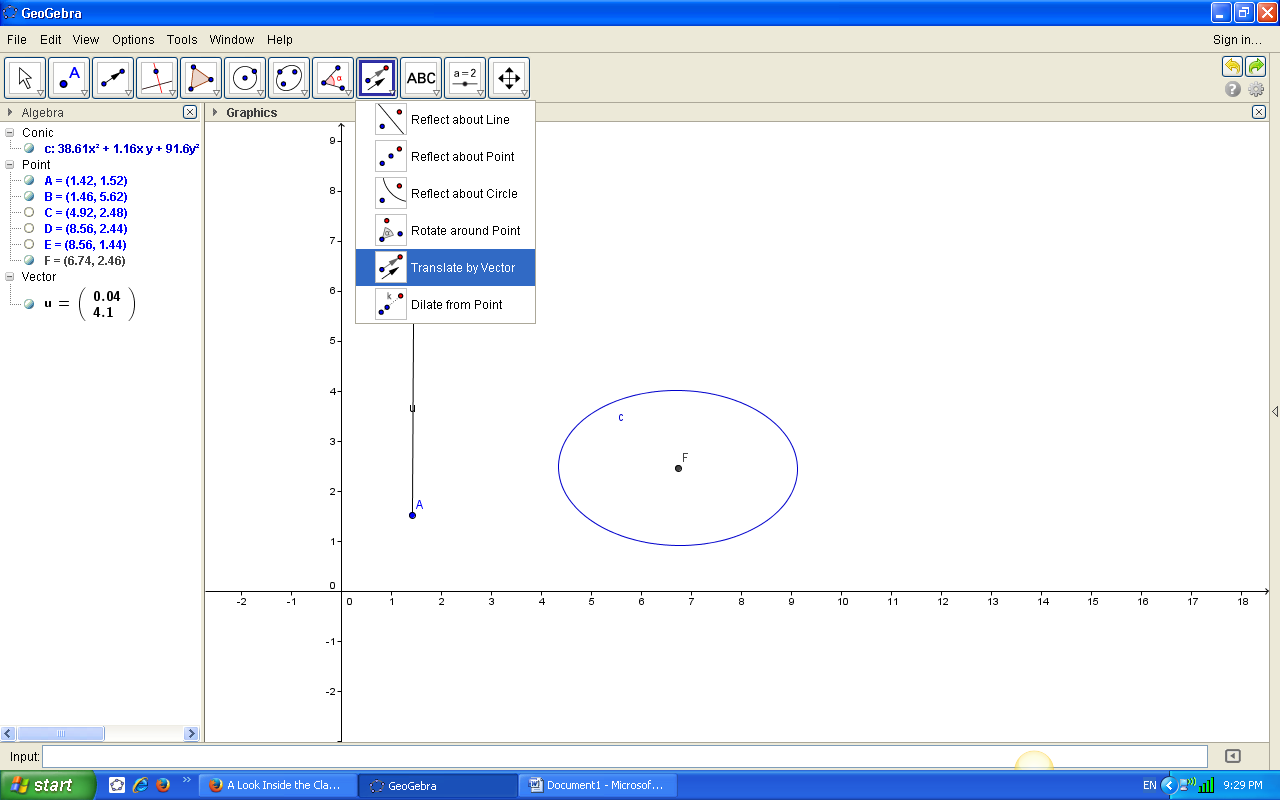 GeoGebra
File Edit View Options Tools Window Help Sign in...
A α ABC a=2
Algebra
Graphics
Conic
c: 38.61x² + 1.16x y + 91.6y²
Point
A = (1.42, 1.52)
B = (1.46, 5.62)
C = (4.92, 2.48)
D = (8.56, 2.44)
E = (8.56, 1.44)
F = (6.74, 2.46)
Vector
u = ( 0.04
4.1 )
Reflect about Line
Reflect about Point
Reflect about Circle
α Rotate around Point
Translate by Vector
k Dilate from Point
9
8
7
6
5
4
3
2
1
0
-1
-2
u
A
c
F
-2 -1 0 1 2 3 4 5 6 7 8 9 10 11 12 13 14 15 16 17 18
Input:
start A Look Inside the Cla... GeoGebra Document1 - Microsof... EN 9:29 PM